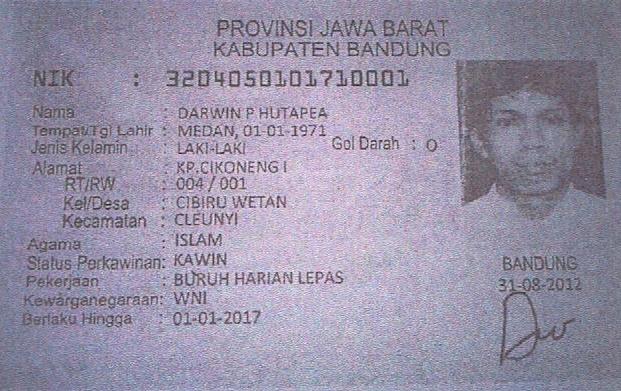 PROVINSI JAWA BARAT
KABUPATEN BANDUNG
NIK : 3204050101710001
Nama : DARWIN P HUTAPEA
Tempat/Tgl Lahir : MEDAN, 01-01-1971
Jenis Kelamin : LAKI-LAKI Gol Darah : O
Alamat : KP.CIKONENG I
RT/RW : 004 / 001
Kel/Desa : CIBIRU WETAN
Kecamatan : CLEUNYI
Agama : ISLAM
Status Perkawinan: KAWIN
Pekerjaan : BURUH HARIAN LEPAS
Kewarganegaraan: WNI
Berlaku Hingga : 01-01-2017
BANDUNG
31-08-2012